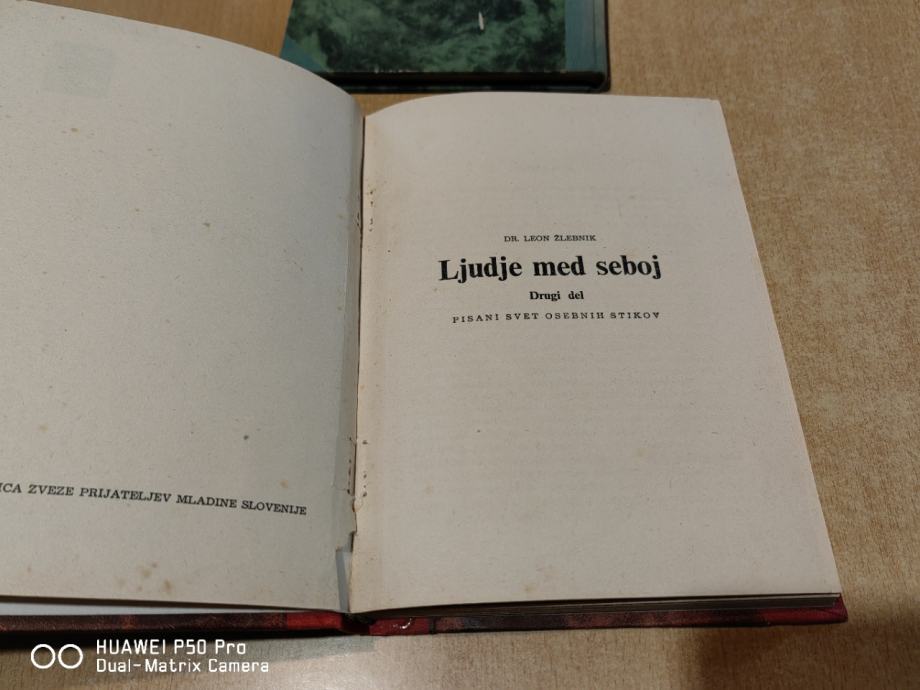 ZVEZE PRIJATELJEV MLADINE SLOVENIJE
DR. LEON ŽLEBNIK
Ljudje med seboj
Drugi del
PISANI SVET OSEBNIH STIKOV
HUAWEI P50 Pro
Dual-Matrix Camera